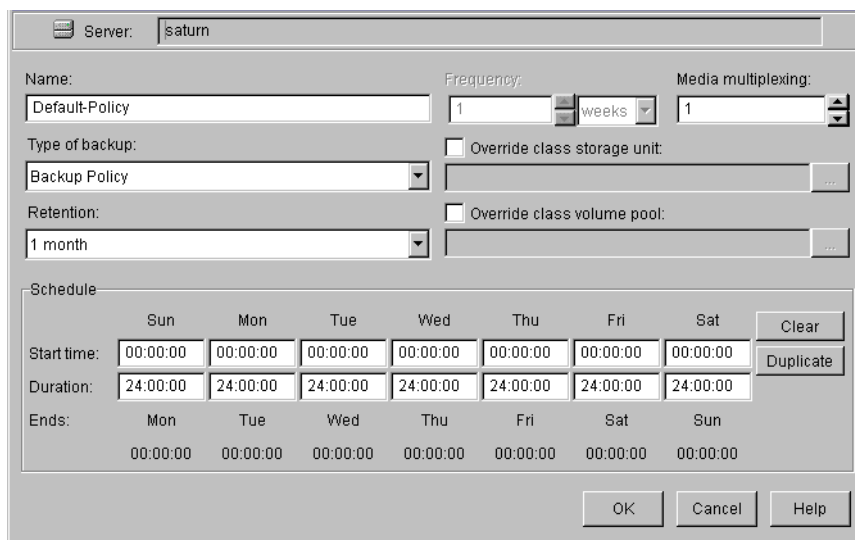 Server: saturn
Name:
Default-Policy
Frequency:
1 weeks
Media multiplexing:
1
Type of backup:
Backup Policy
Override class storage unit:
...
Retention:
1 month
Override class volume pool:
...
Schedule
Sun Mon Tue Wed Thu Fri Sat
Clear
Start time: 00:00:00 00:00:00 00:00:00 00:00:00 00:00:00 00:00:00 00:00:00
Duplicate
Duration: 24:00:00 24:00:00 24:00:00 24:00:00 24:00:00 24:00:00 24:00:00
Ends: Mon Tue Wed Thu Fri Sat Sun
00:00:00 00:00:00 00:00:00 00:00:00 00:00:00 00:00:00 00:00:00
OK Cancel Help